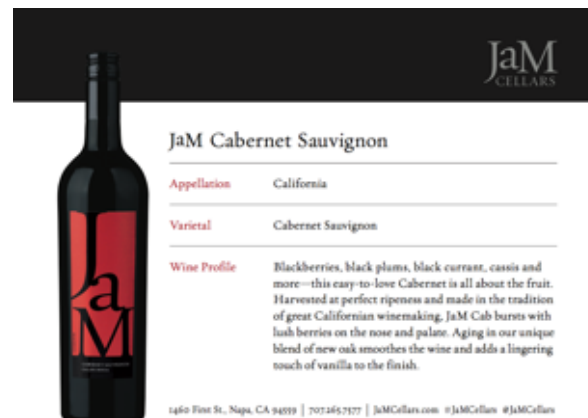 JaM
CELLARS
JaM Cabernet Sauvignon
Appellation California
Varietal Cabernet Sauvignon
Wine Profile Blackberries, black plums, black currant, cassis and
more—this easy-to-love Cabernet is all about the fruit.
Harvested at perfect ripeness and made in the tradition
of great Californian winemaking, JaM Cab bursts with
lush berries on the nose and palate. Aging in our unique
blend of new oak smoothes the wine and adds a lingering
touch of vanilla to the finish.
JaM
CABERNET SAUVIGNON
1460 First St., Napa, CA 94559 | 707.265.7577 | JaMCellars.com #JaMCellars @JaMCellars